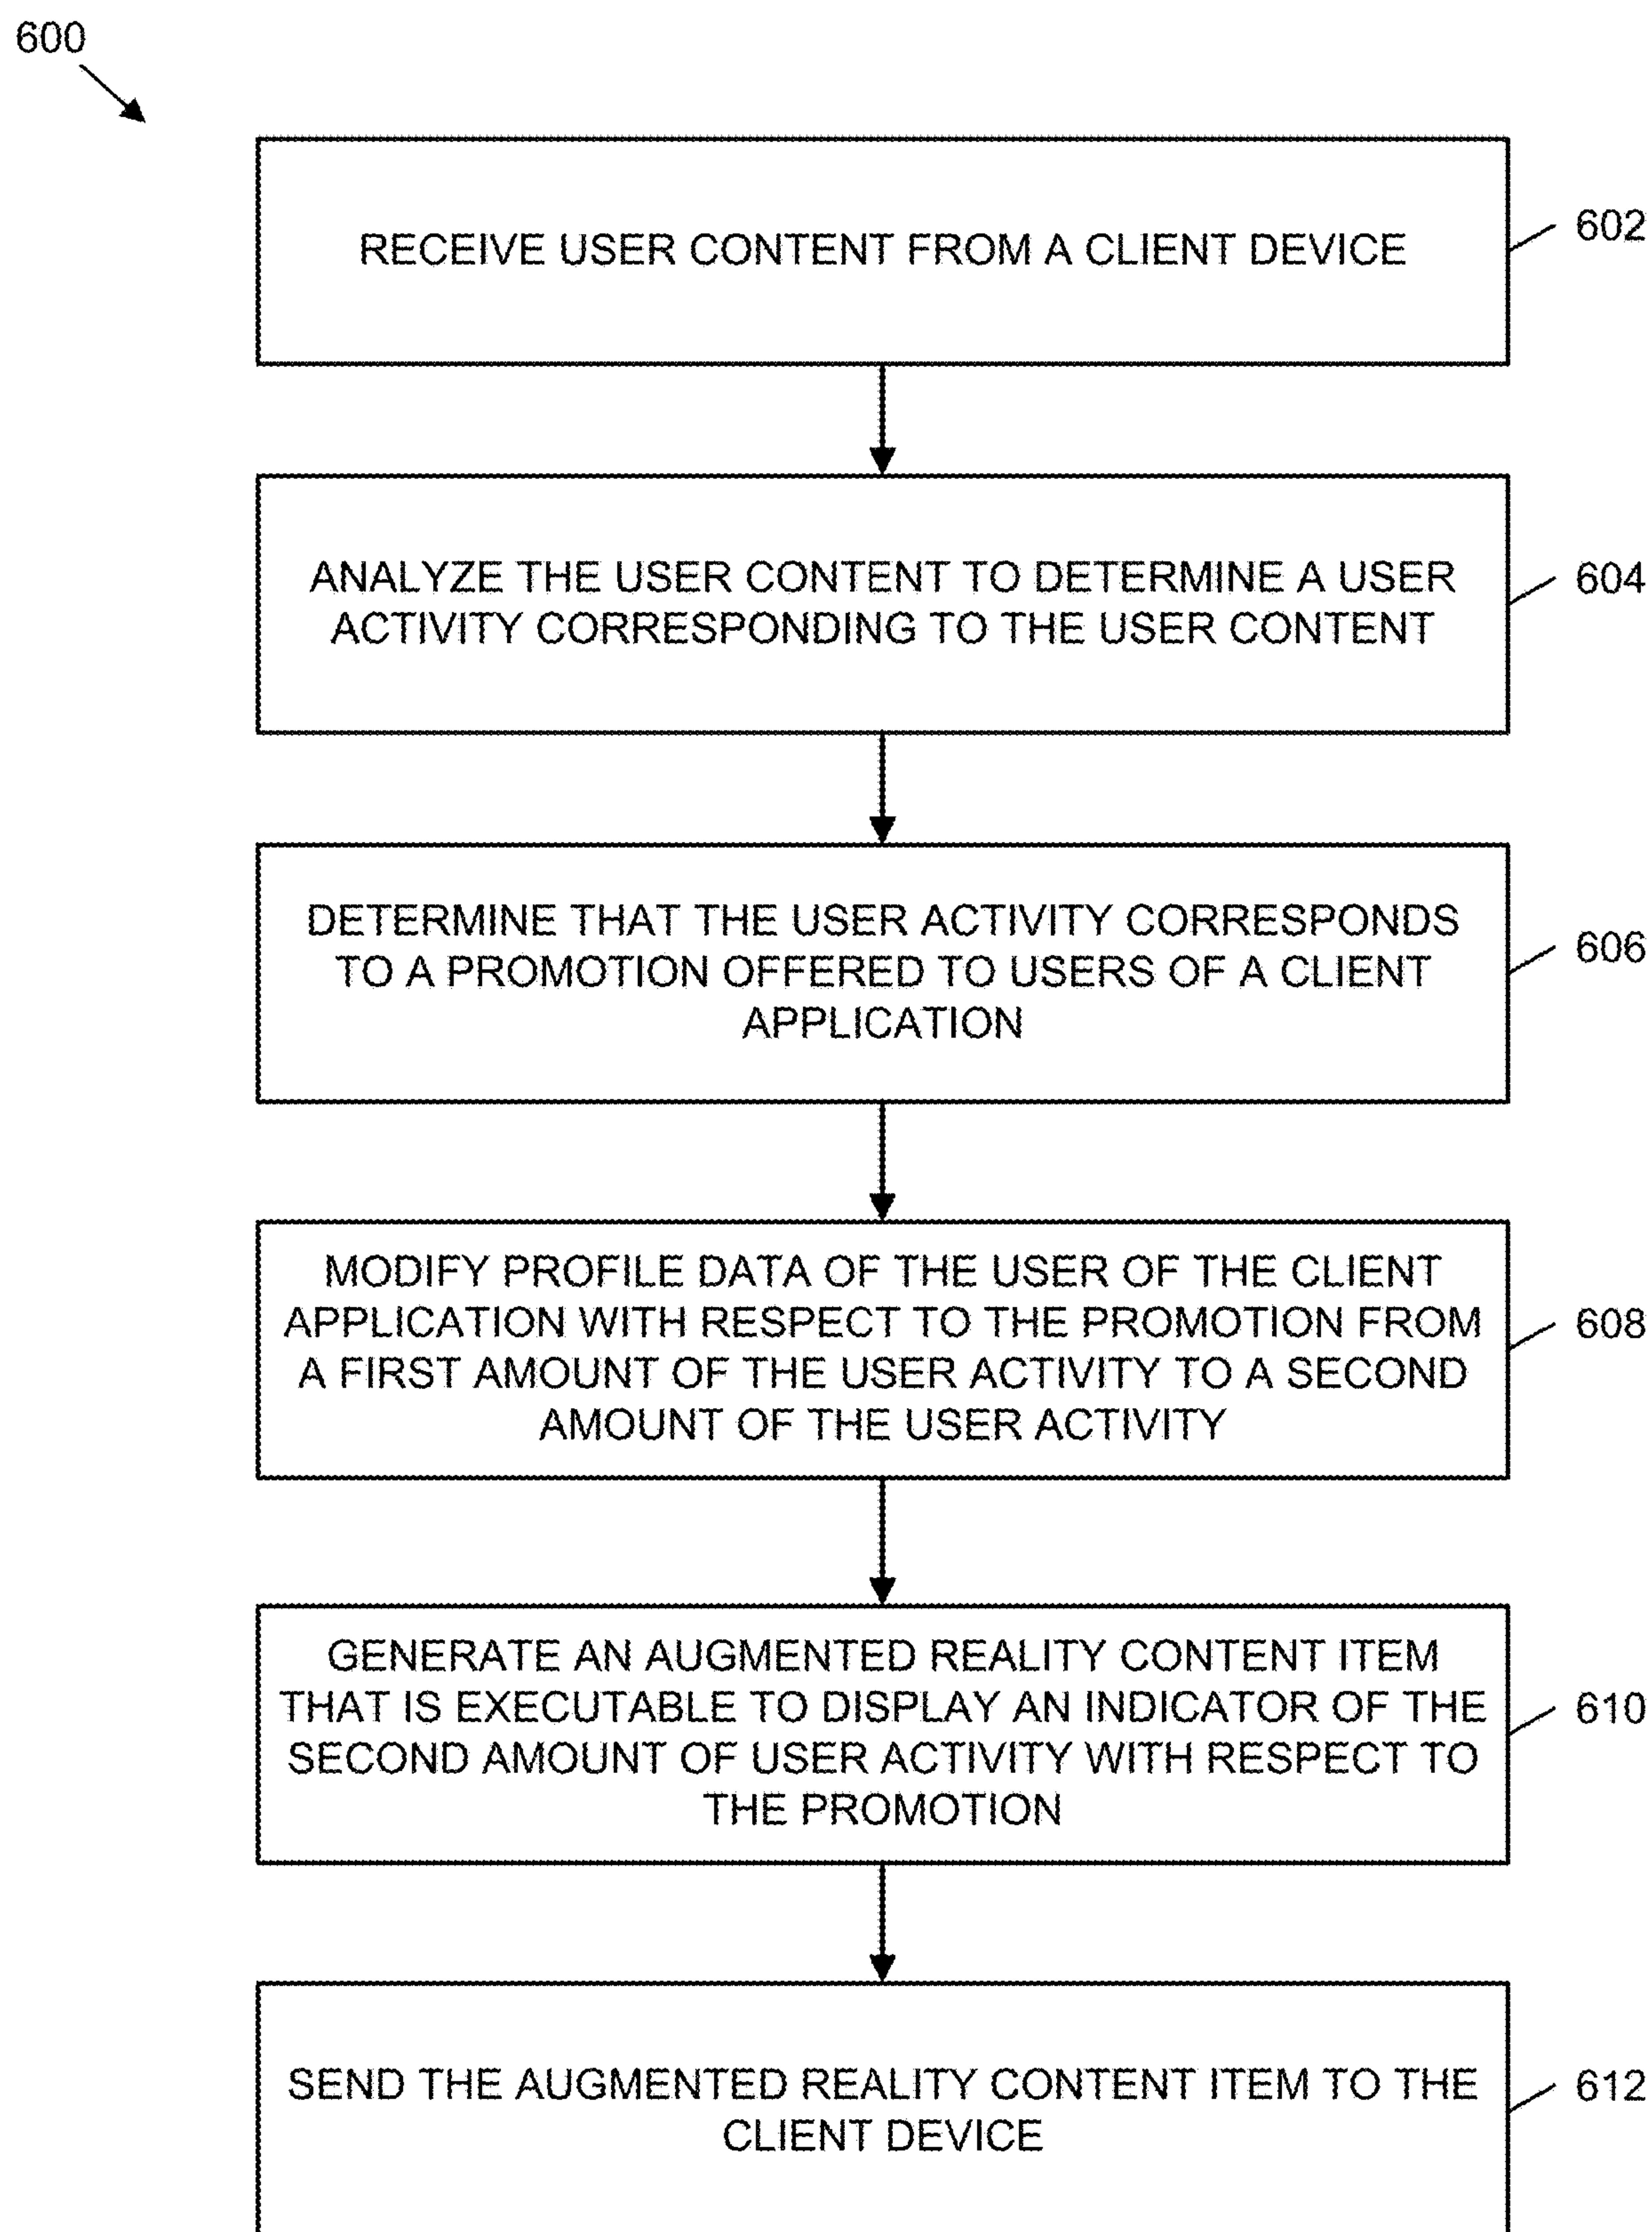 600
RECEIVE USER CONTENT FROM A CLIENT DEVICE
602
ANALYZE THE USER CONTENT TO DETERMINE A USER
ACTIVITY CORRESPONDING TO THE USER CONTENT
604
DETERMINE THAT THE USER ACTIVITY CORRESPONDS
TO A PROMOTION OFFERED TO USERS OF A CLIENT
APPLICATION
606
MODIFY PROFILE DATA OF THE USER OF THE CLIENT
APPLICATION WITH RESPECT TO THE PROMOTION FROM
A FIRST AMOUNT OF THE USER ACTIVITY TO A SECOND
AMOUNT OF THE USER ACTIVITY
608
GENERATE AN AUGMENTED REALITY CONTENT ITEM
THAT IS EXECUTABLE TO DISPLAY AN INDICATOR OF THE
SECOND AMOUNT OF USER ACTIVITY WITH RESPECT TO
THE PROMOTION
610
SEND THE AUGMENTED REALITY CONTENT ITEM TO THE
CLIENT DEVICE
612